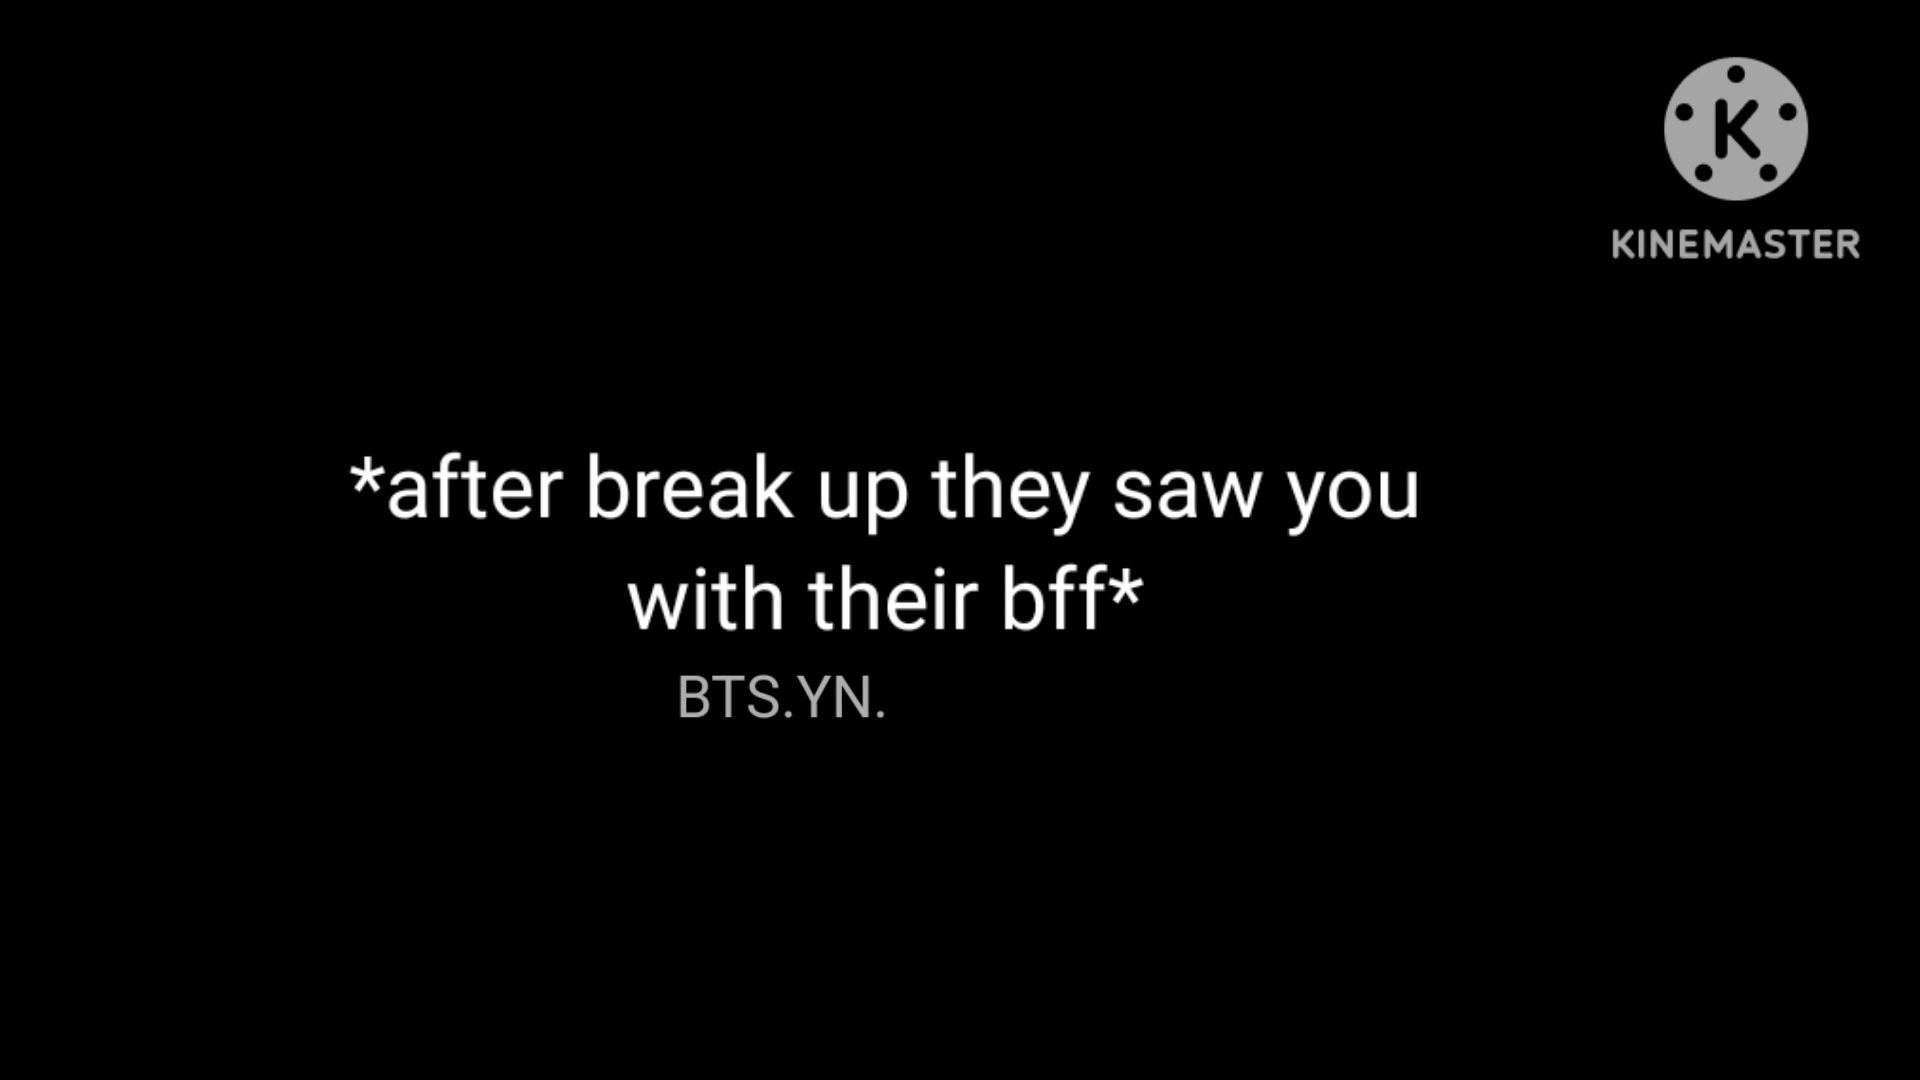 K
KINEMASTER
*after break up they saw you
with their bff*
BTS.YN.